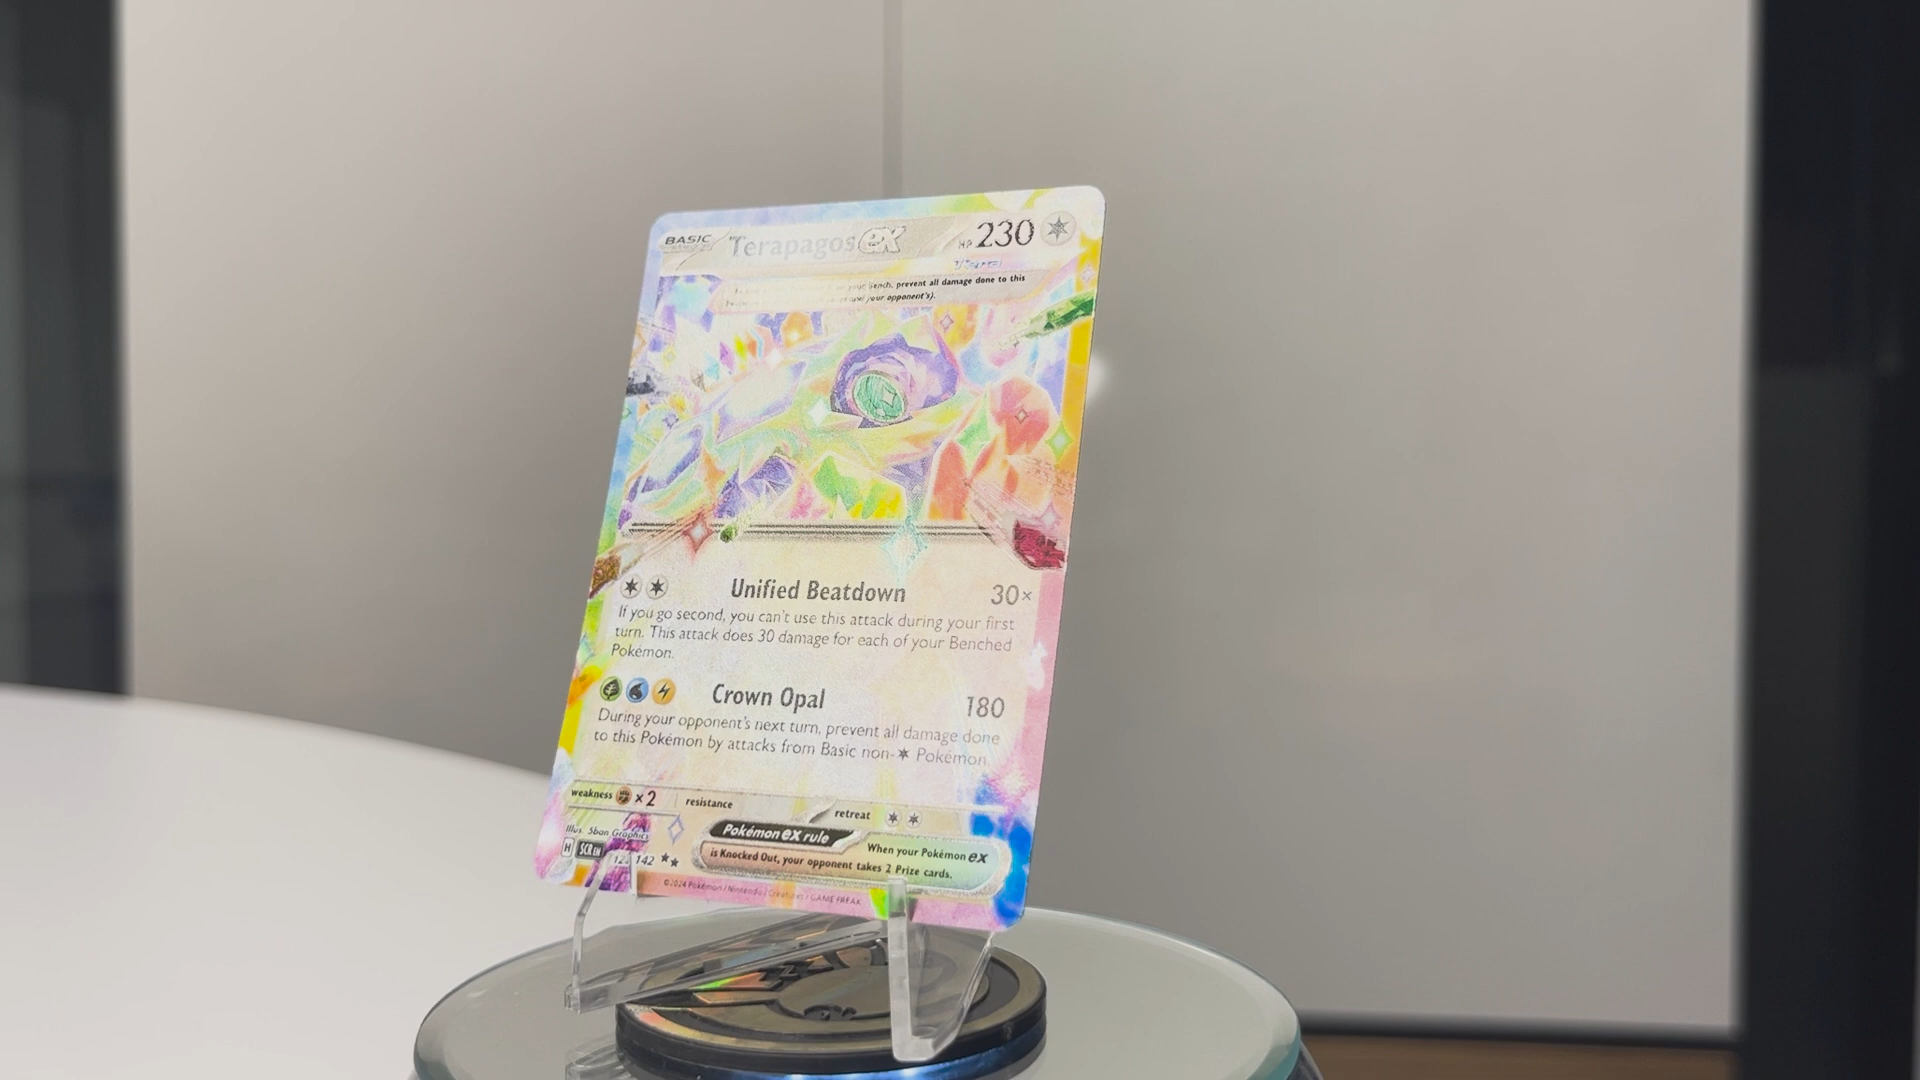 BASIC Terapagos ex HP 230
your Bench, prevent all damage done to this
your opponent's).
Unified Beatdown 30×
If you go second, you can't use this attack during your first
turn. This attack does 30 damage for each of your Benched
Pokémon.
Crown Opal 180
During your opponent's next turn, prevent all damage done
to this Pokémon by attacks from Basic non- Pokémon.
weakness ×2 resistance retreat
Illus. 5ban Graphics
Pokémon ex rule When your Pokémon ex
is Knocked Out, your opponent takes 2 Prize cards.
H SCR EN 142
©2024 Pokémon / Nintendo / Creatures / GAME FREAK